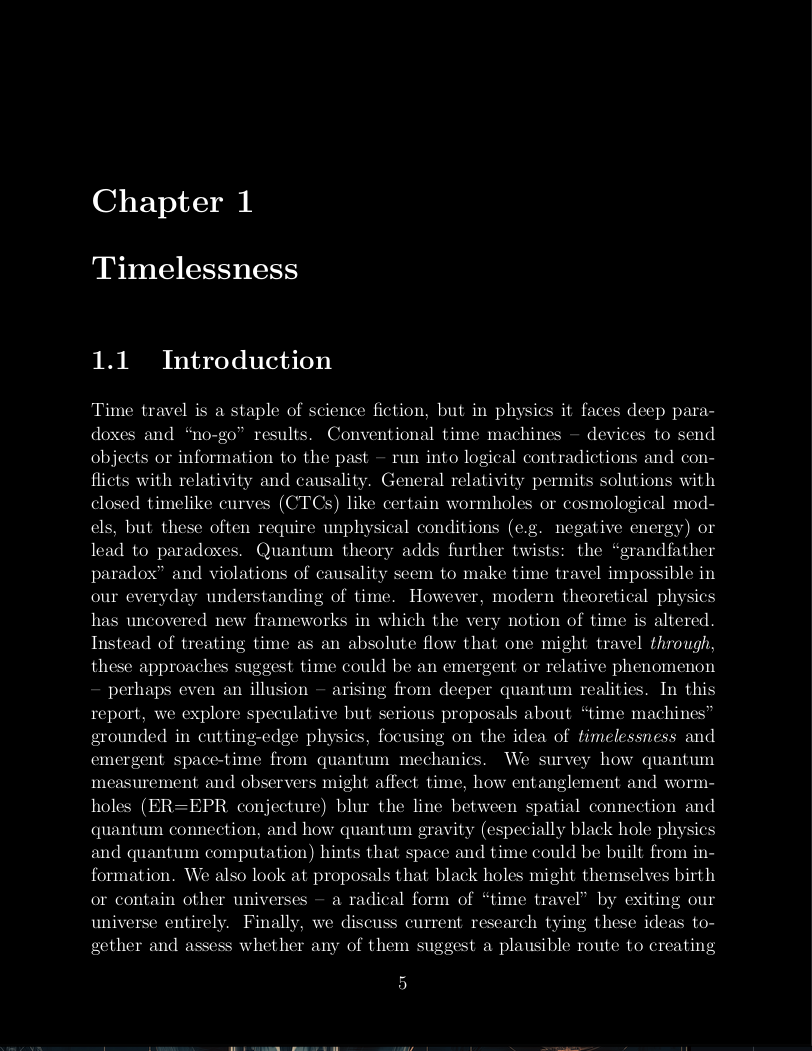 Chapter 1
Timelessness
1.1 Introduction
Time travel is a staple of science fiction, but in physics it faces deep para-
doxes and “no-go” results. Conventional time machines – devices to send
objects or information to the past – run into logical contradictions and con-
flicts with relativity and causality. General relativity permits solutions with
closed timelike curves (CTCs) like certain wormholes or cosmological mod-
els, but these often require unphysical conditions (e.g. negative energy) or
lead to paradoxes. Quantum theory adds further twists: the “grandfather
paradox” and violations of causality seem to make time travel impossible in
our everyday understanding of time. However, modern theoretical physics
has uncovered new frameworks in which the very notion of time is altered.
Instead of treating time as an absolute flow that one might travel through,
these approaches suggest time could be an emergent or relative phenomenon
– perhaps even an illusion – arising from deeper quantum realities. In this
report, we explore speculative but serious proposals about “time machines”
grounded in cutting-edge physics, focusing on the idea of timelessness and
emergent space-time from quantum mechanics. We survey how quantum
measurement and observers might affect time, how entanglement and worm-
holes (ER=EPR conjecture) blur the line between spatial connection and
quantum connection, and how quantum gravity (especially black hole physics
and quantum computation) hints that space and time could be built from in-
formation. We also look at proposals that black holes might themselves birth
or contain other universes – a radical form of “time travel” by exiting our
universe entirely. Finally, we discuss current research tying these ideas to-
gether and assess whether any of them suggest a plausible route to creating
5